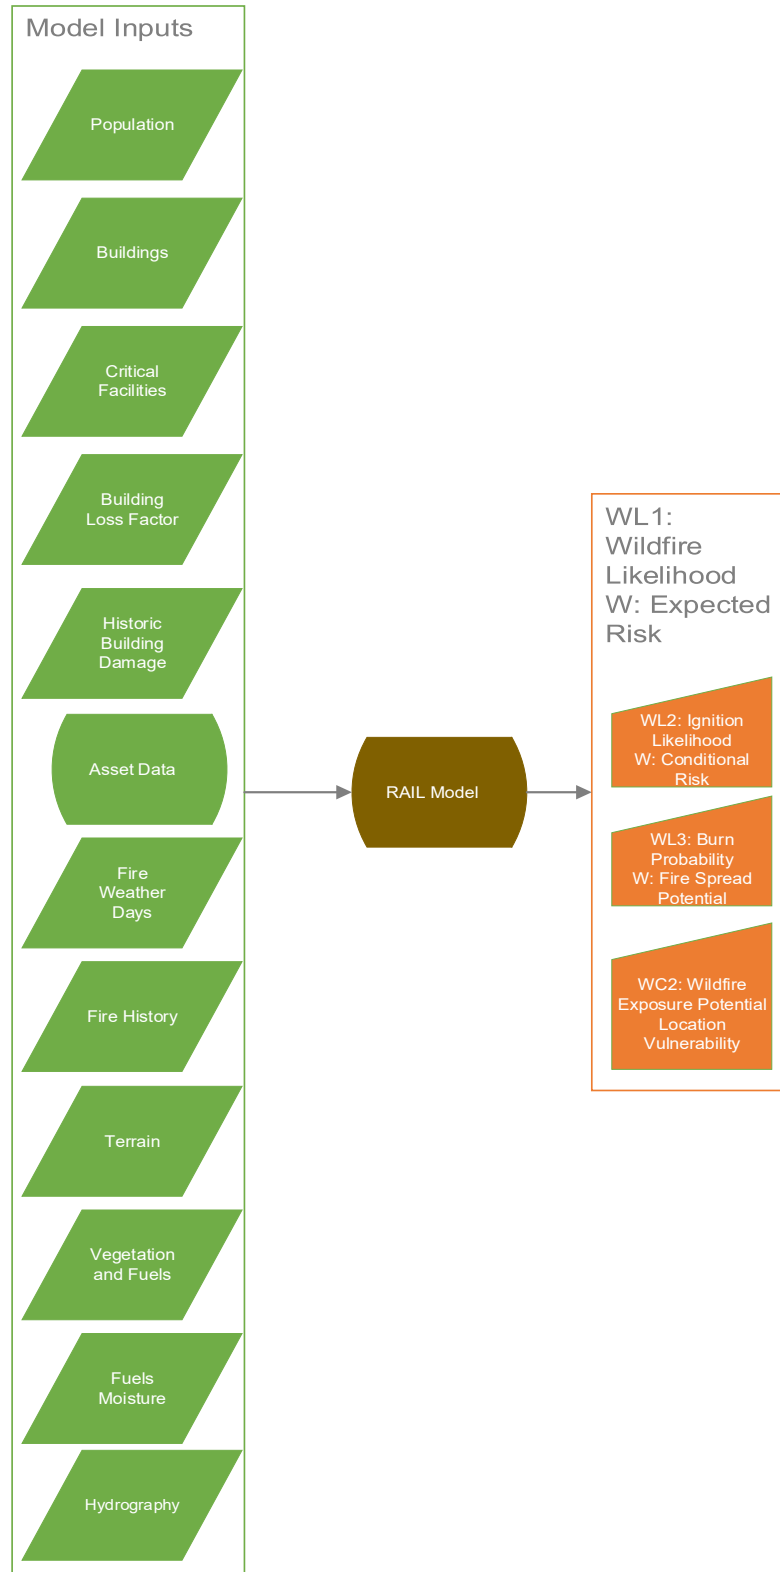 Model Inputs
Population
Buildings
Critical
Facilities
Building
Loss Factor
Historic
Building
Damage
Asset Data
Fire
Weather
Days
Fire History
Terrain
Vegetation
and Fuels
Fuels
Moisture
Hydrography
RAIL Model
WL1:
Wildfire
Likelihood
W: Expected
Risk
WL2: Ignition
Likelihood
W: Conditional
Risk
WL3: Burn
Probability
W: Fire Spread
Potential
WC2: Wildfire
Exposure Potential
Location
Vulnerability